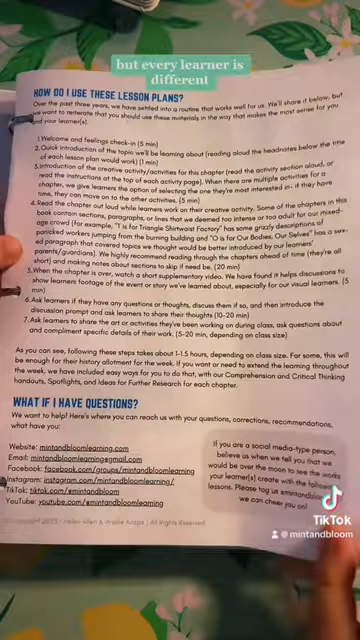 but every learner is
different
HOW DO I USE THESE LESSON PLANS?
Over the past three years, we have settled into a routine that works well for us. We'll share it below, but
we want to reiterate that you should use these materials in the way that makes the most sense for you
and your learner(s).
1. Welcome and feelings check-in (5 min)
2. Quick introduction of the topic we'll be learning about (reading aloud the headnotes below the title
of each lesson plan would work) (1 min)
3. Introduction of the creative activity/activities for this chapter (read the activity section aloud, or
read the instructions at the top of each activity page). When there are multiple activities for a
chapter, we give learners the option of selecting the one they're most interested in- if they have
time, they can move on to the other activities. (5 min)
4. Read the chapter out loud while learners work on their creative activity. Some of the chapters in this
book contain sections, paragraphs, or lines that we deemed too intense or too adult for our mixed-
age crowd (for example, "T is for Triangle Shirtwaist Factory" has some grizzly descriptions of
panicked workers jumping from the burning building and "O is for Our Bodies, Our Selves" has a
ed paragraph that covered topics we thought would be better introduced by our learners'
parents/guardians). We highly recommend reading through the chapters ahead of time (they're all
short) and making notes about sections to skip if need be. (20 min)
5. When the chapter is over, watch a short supplementary video. We have found it helps discussions to
show learners footage of the event or story we've learned about, especially for our visual learners. (5
min)
6. Ask learners if they have any questions or thoughts, discuss them if so, and then introduce the
discussion prompt and ask learners to share their thoughts (10-20 min)
7. Ask learners to share the art or activities they've been working on during class, ask questions about
and compliment specific details of their work. (5-20 min, depending on class size)
As you can see, following these steps takes about 1-1.5 hours, depending on class size. For some, this will
be enough for their history allotment for the week. If you want or need to extend the learning throughout
the week, we have included easy ways for you to do that, with our Comprehension and Critical Thinking
handouts, Spotlights, and Ideas for Further Research for each chapter.
WHAT IF I HAVE QUESTIONS?
We want to help! Here's where you can reach us with your questions, corrections, recommendations,
what have you:
Website: mintandbloomlearning.com
Email: mintandbloomlearning@gmail.com
Facebook: facebook.com/groups/mintandbloomlearning
Instagram: instagram.com/mintandbloomlearning/
TikTok: tiktok.com/@mintandbloom
YouTube: youtube.com/@mintandbloomlearning
If you are a social media-type person,
believe us when we tell you that we
would be over the moon to see the works
your learner(s) create with the following
lessons. Please tag us
we can cheer you on!
2023 | Helen Allen & | All Rights Reserved
TikTok
@mintandbloom